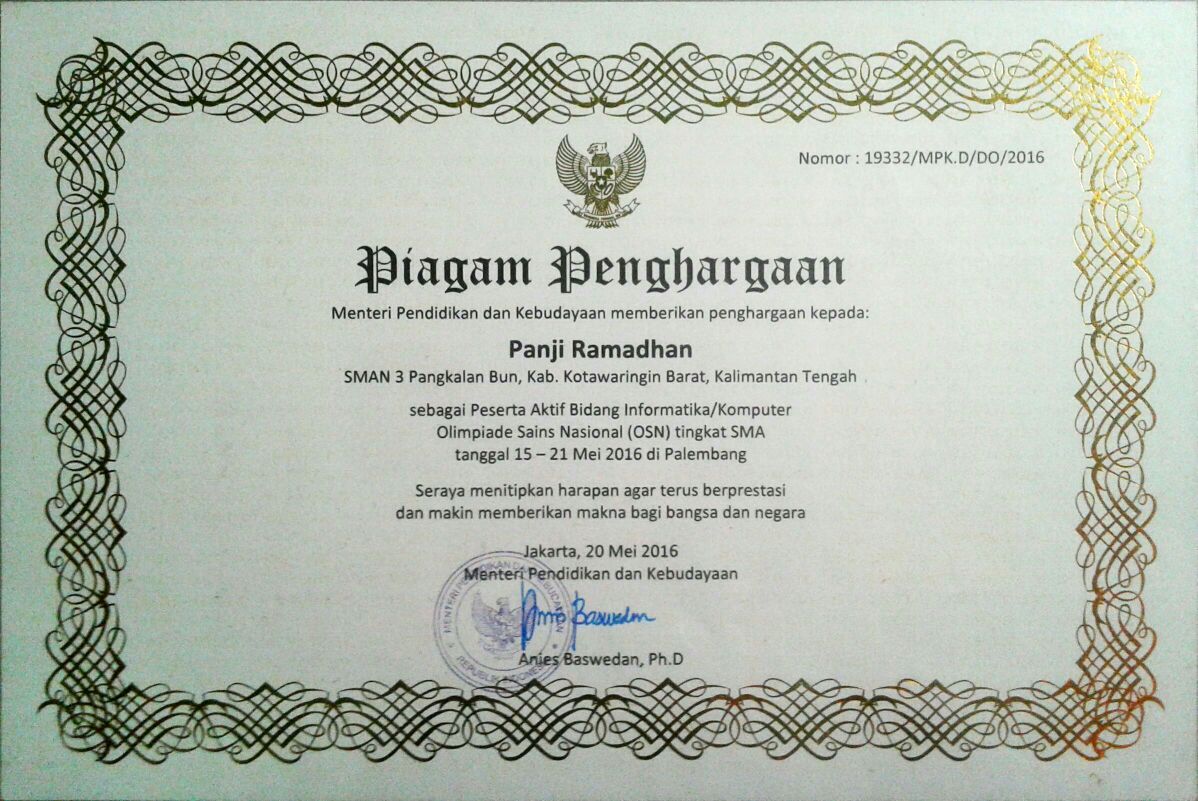 Nomor : 19332/MPK.D/DO/2016
Piagam Penghargaan
Menteri Pendidikan dan Kebudayaan memberikan penghargaan kepada:
Panji Ramadhan
SMAN 3 Pangkalan Bun, Kab. Kotawaringin Barat, Kalimantan Tengah
sebagai Peserta Aktif Bidang Informatika/Komputer
Olimpiade Sains Nasional (OSN) tingkat SMA
tanggal 15 – 21 Mei 2016 di Palembang
Seraya menitipkan harapan agar terus berprestasi
dan makin memberikan makna bagi bangsa dan negara
Jakarta, 20 Mei 2016
Menteri Pendidikan dan Kebudayaan
MENTERI PENDIDIKAN DAN KEBUDAYAAN
REPUBLIK INDONESIA
Anies Baswedan
Anies Baswedan, Ph.D